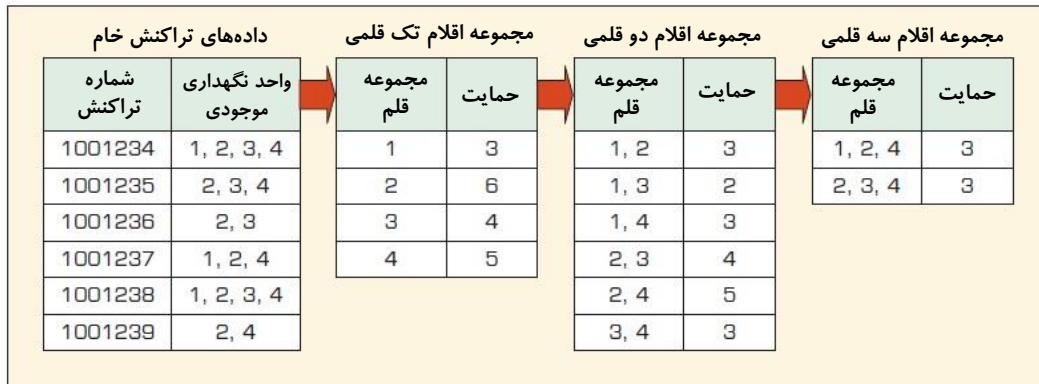 داده‌های تراکنش خام
شماره تراکنش	واحد نگهداری موجودی
1001234	1, 2, 3, 4
1001235	2, 3, 4
1001236	2, 3
1001237	1, 2, 4
1001238	1, 2, 3, 4
1001239	2, 4
مجموعه اقلام تک قلمی
مجموعه قلم	حمایت
1	3
2	6
3	4
4	5
مجموعه اقلام دو قلمی
مجموعه قلم	حمایت
1, 2	3
1, 3	2
1, 4	3
2, 3	4
2, 4	5
3, 4	3
مجموعه اقلام سه قلمی
مجموعه قلم	حمایت
1, 2, 4	3
2, 3, 4	3